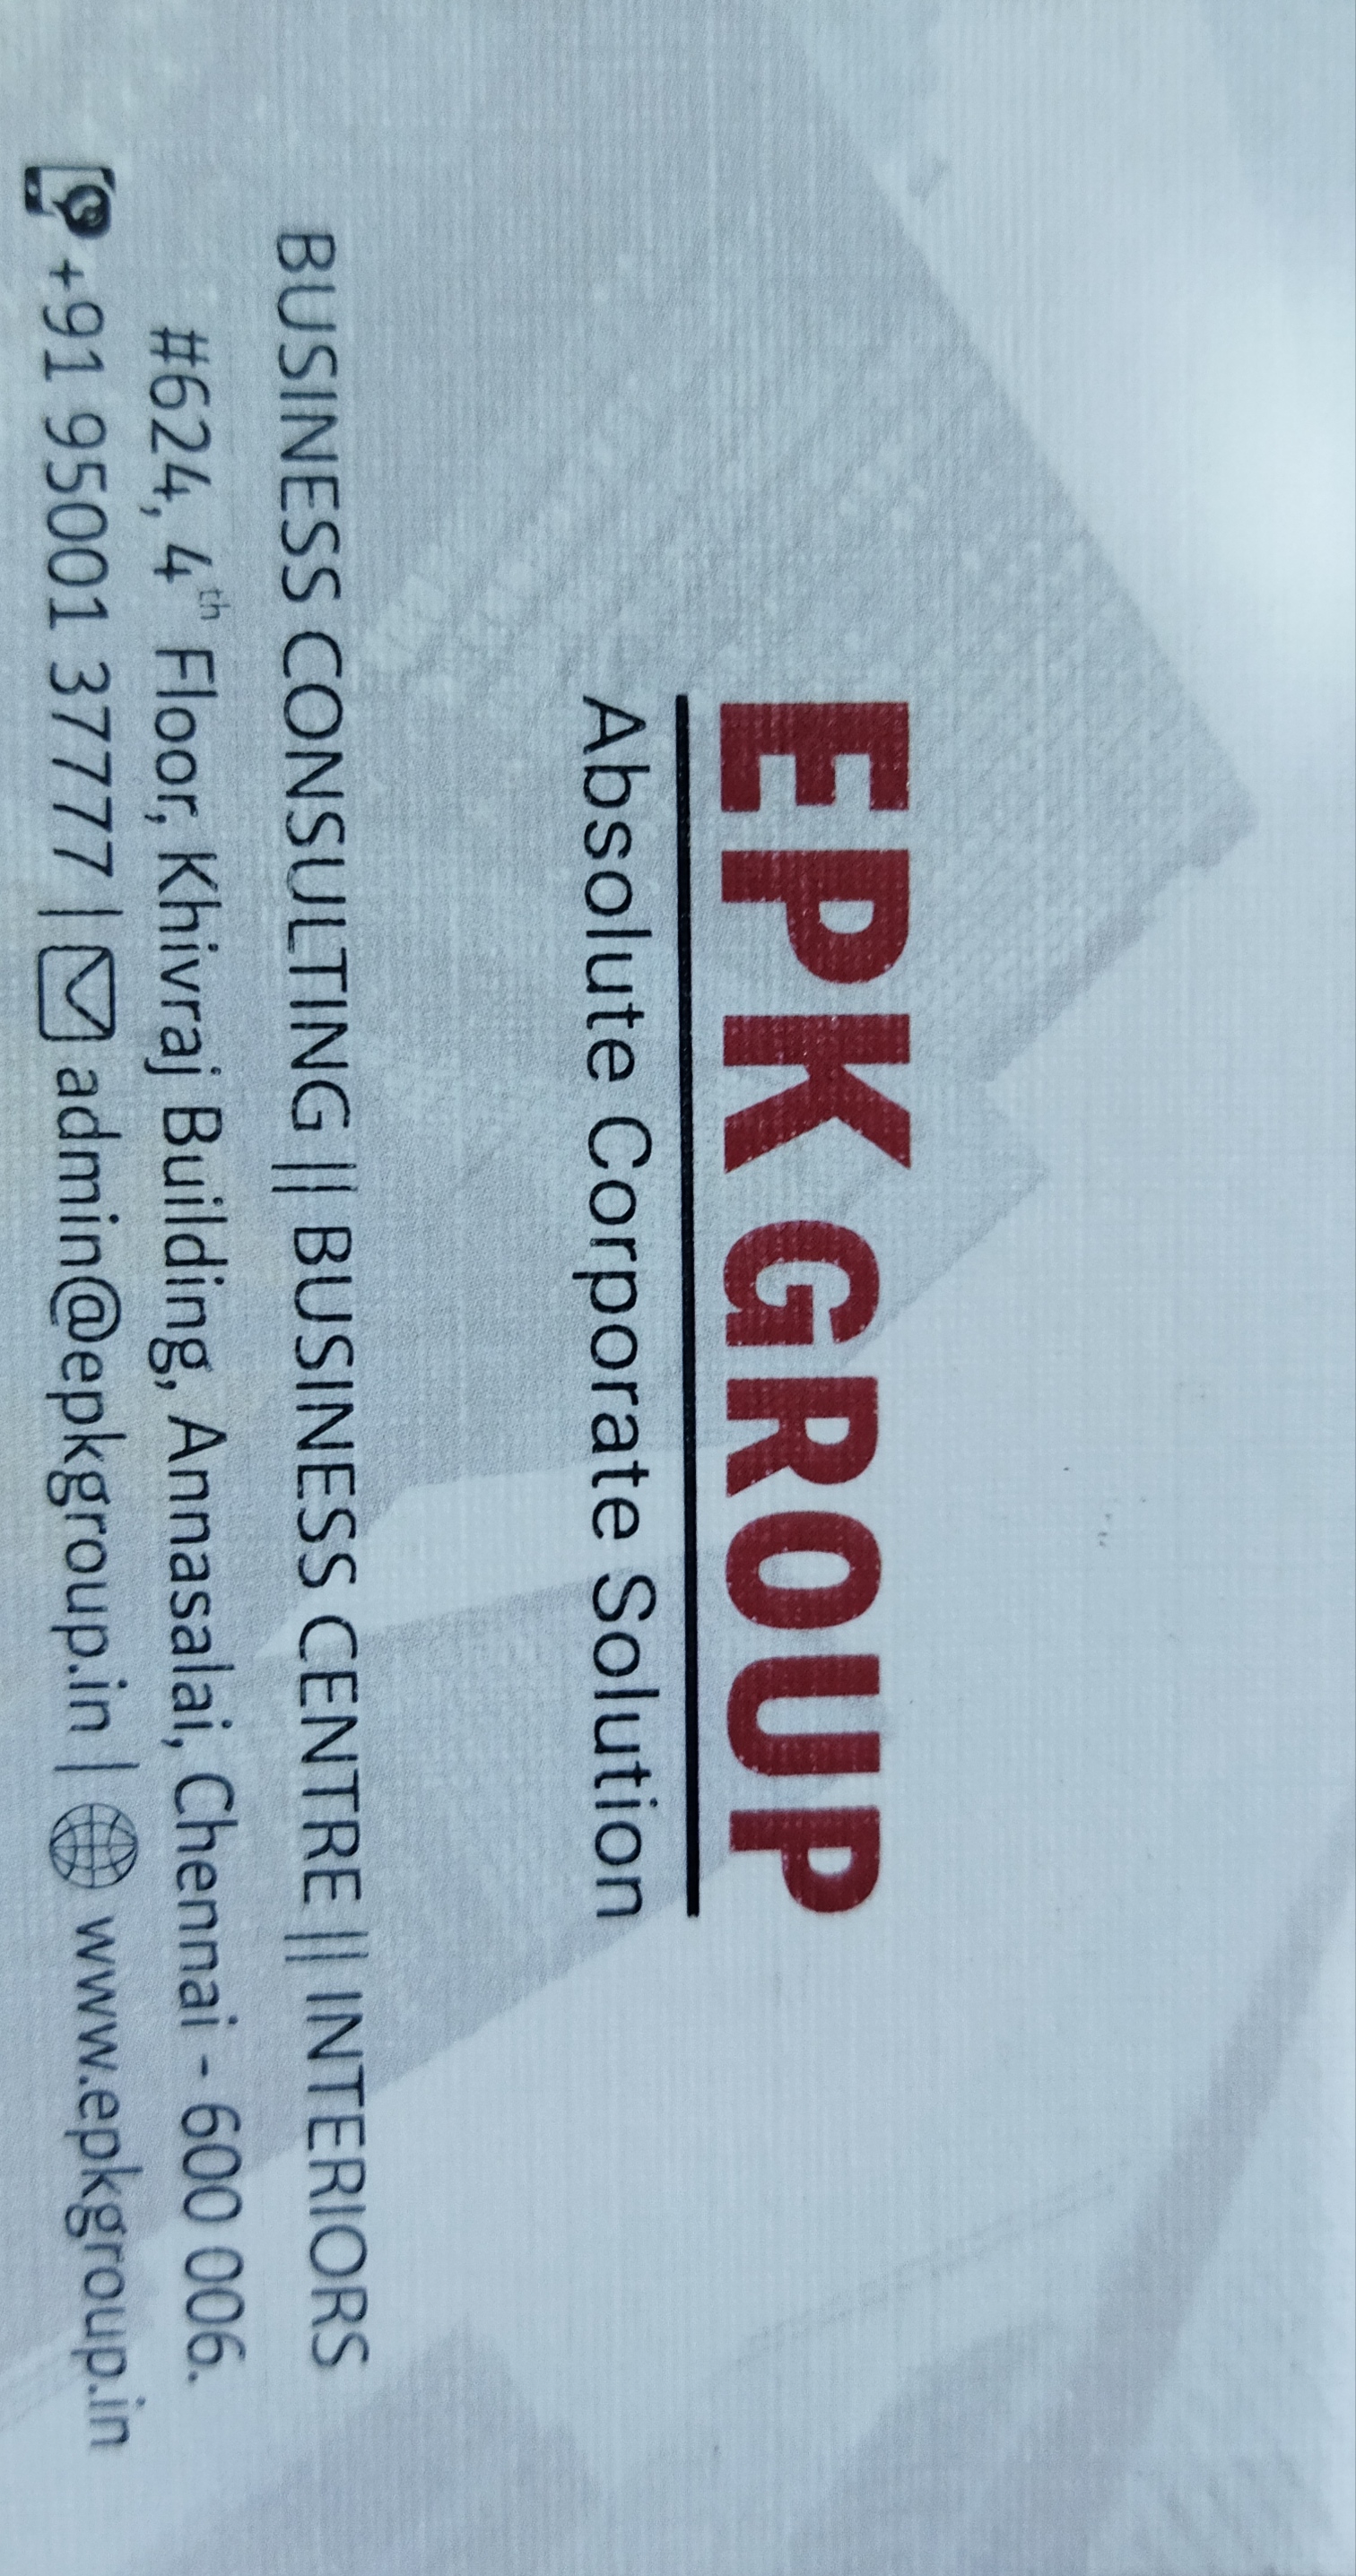 EPK GROUP
Absolute Corporate Solution
BUSINESS CONSULTING || BUSINESS CENTRE || INTERIORS
#624, 4th Floor, Khivraj Building, Annasalai, Chennai - 600 006.
+91 95001 37777 | admin@epkgroup.in | www.epkgroup.in